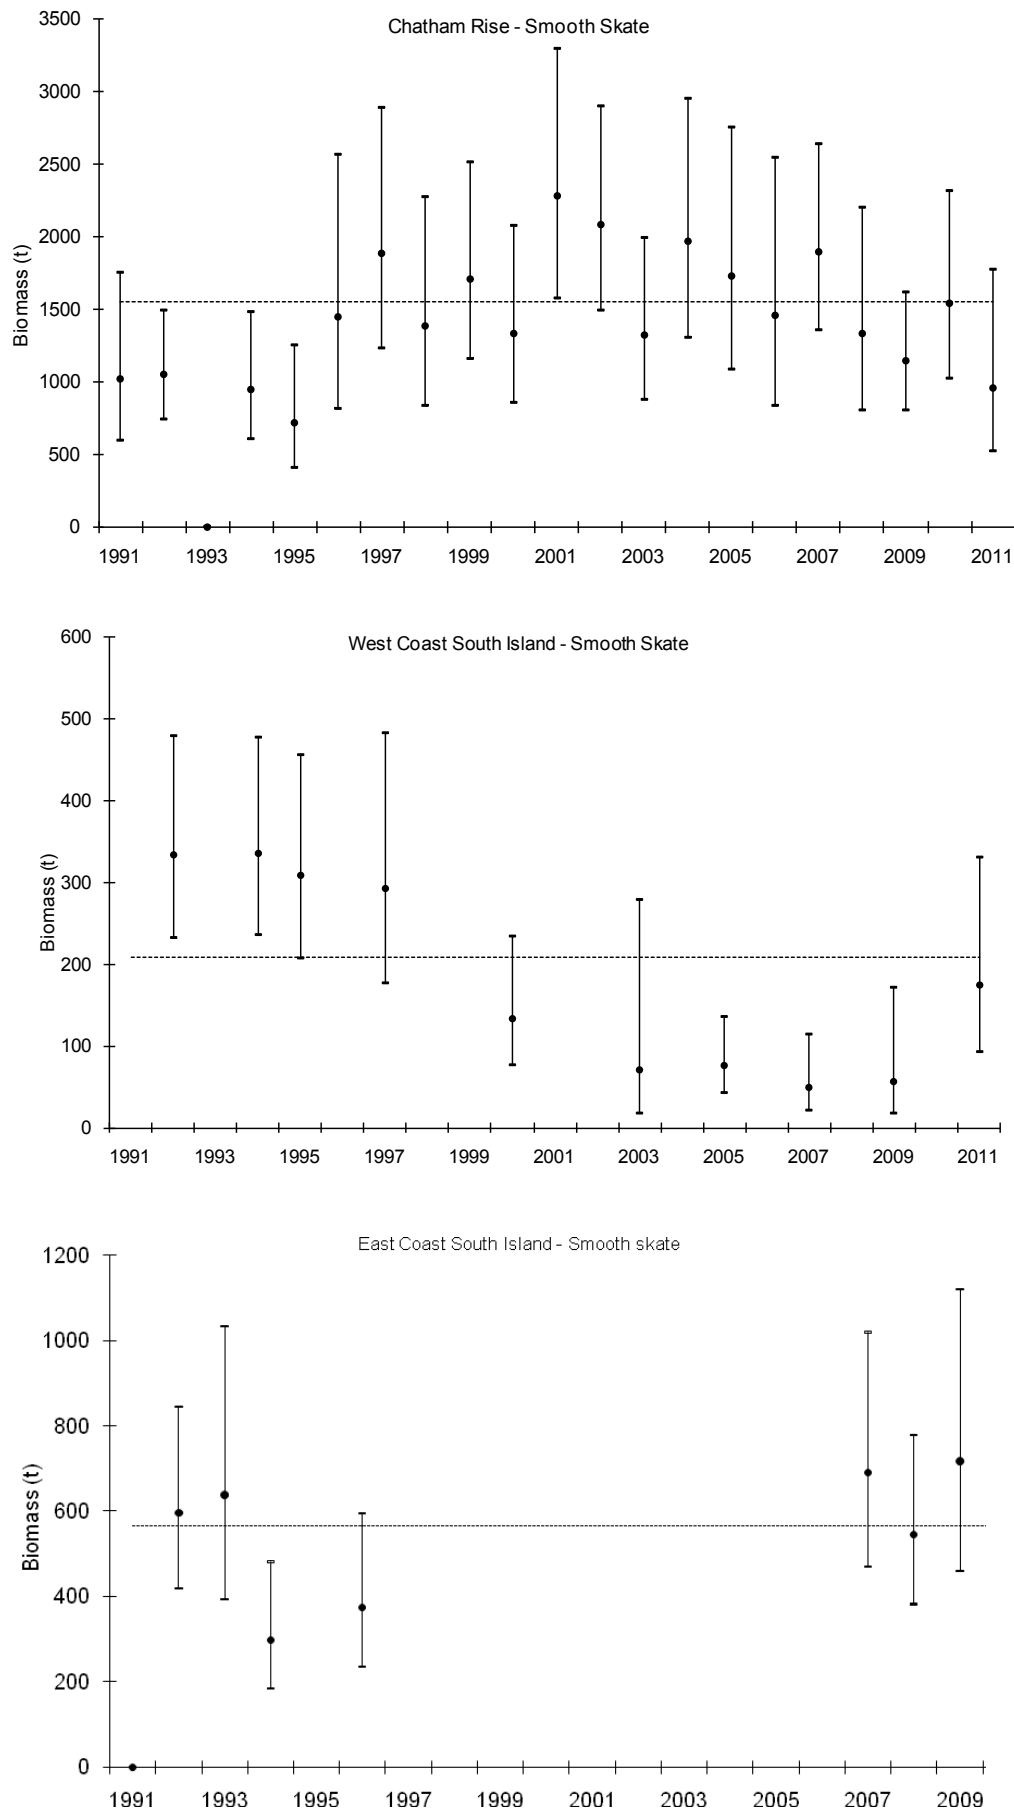 Chatham Rise - Smooth Skate
3500
3000
2500
2000
1500
1000
500
0
Biomass (t)
1991 1993 1995 1997 1999 2001 2003 2005 2007 2009 2011
West Coast South Island - Smooth Skate
600
500
400
300
200
100
0
Biomass (t)
1991 1993 1995 1997 1999 2001 2003 2005 2007 2009 2011
East Coast South Island - Smooth skate
1200
1000
800
600
400
200
0
Biomass (t)
1991 1993 1995 1997 1999 2001 2003 2005 2007 2009